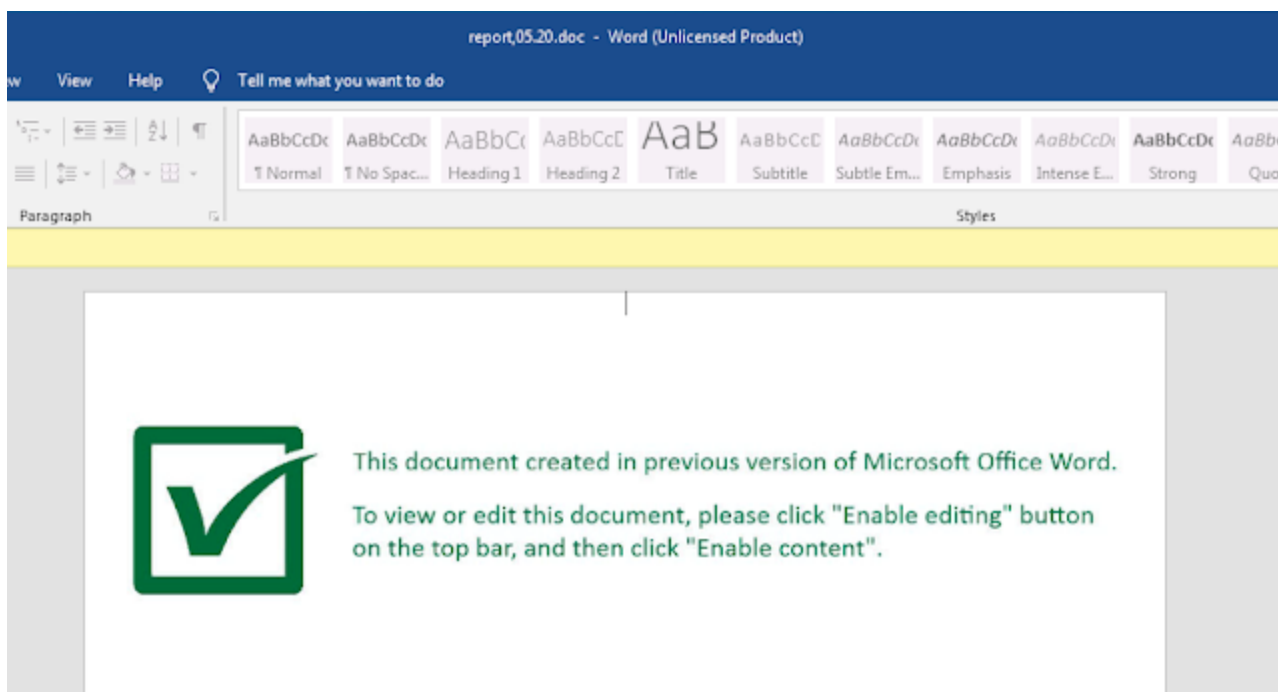 report,05.20.doc - Word (Unlicensed Product)
View Help Tell me what you want to do
AaBbCcDc AaBbCcDc AaBbC( AaBbCcE AaB AaBbCcE AaBbCcDc AaBbCcDc AaBbCcDc AaBbCcDc
¶ Normal ¶ No Spac... Heading 1 Heading 2 Title Subtitle Subtle Em... Emphasis Intense E... Strong
Paragraph Styles
This document created in previous version of Microsoft Office Word.
To view or edit this document, please click "Enable editing" button
on the top bar, and then click "Enable content".